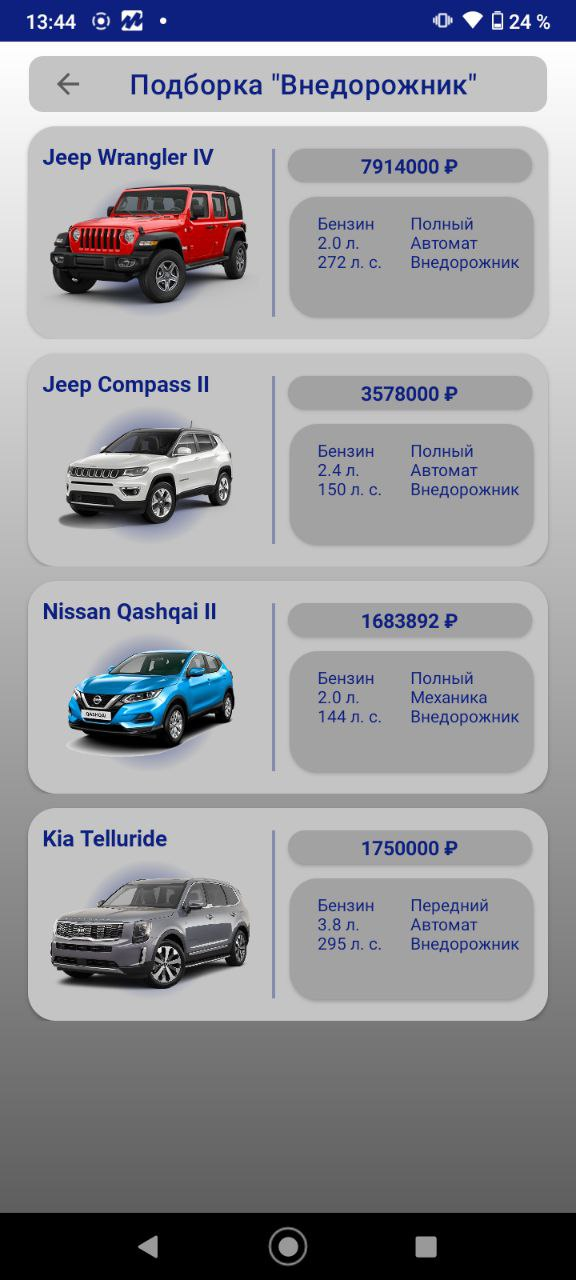 13:44 24 %
Подборка "Внедорожник"
Jeep Wrangler IV
7914000 ₽
Бензин Полный
2.0 л. Автомат
272 л. с. Внедорожник
Jeep Compass II
3578000 ₽
Бензин Полный
2.4 л. Автомат
150 л. с. Внедорожник
Nissan Qashqai II
1683892 ₽
Бензин Полный
2.0 л. Механика
144 л. с. Внедорожник
QASHQAI
Kia Telluride
1750000 ₽
Бензин Передний
3.8 л. Автомат
295 л. с. Внедорожник